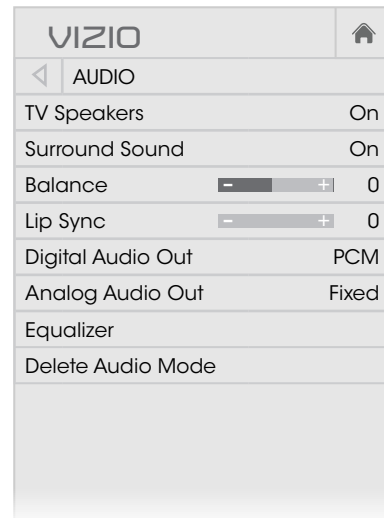 VIZIO
AUDIO
TV Speakers On
Surround Sound On
Balance - + 0
Lip Sync - + 0
Digital Audio Out PCM
Analog Audio Out Fixed
Equalizer
Delete Audio Mode